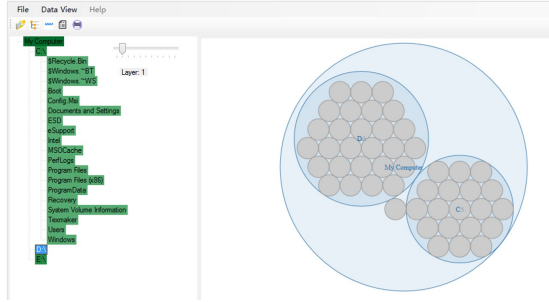 File Data View Help
My Computer
C:\
$Recycle.Bin
$Windows.~BT
$Windows.~WS
Boot
Config.Msi
Documents and Settings
ESD
eSupport
Intel
MSOCache
PerfLogs
Program Files
Program Files (x86)
ProgramData
Recovery
System Volume Information
Texmaker
Users
Windows
D:\
E:\
Layer: 1
D:\
My Computer
C:\